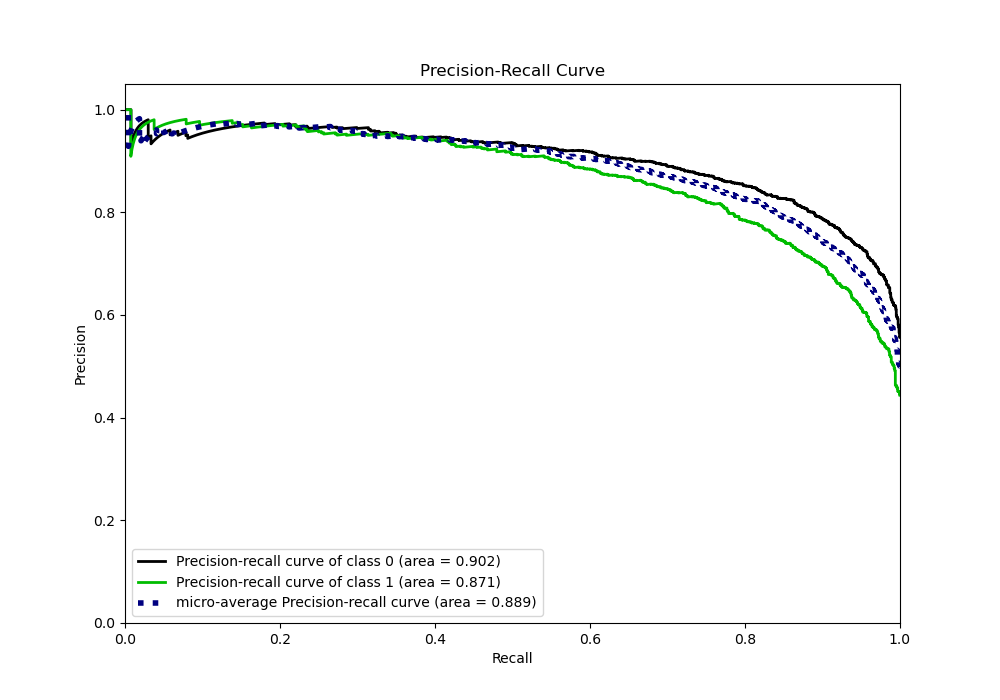 Precision-Recall Curve
1.0
0.8
0.6
0.4
0.2
0.0
Precision
Precision-recall curve of class 0 (area = 0.902)
Precision-recall curve of class 1 (area = 0.871)
micro-average Precision-recall curve (area = 0.889)
0.0 0.2 0.4 0.6 0.8 1.0
Recall